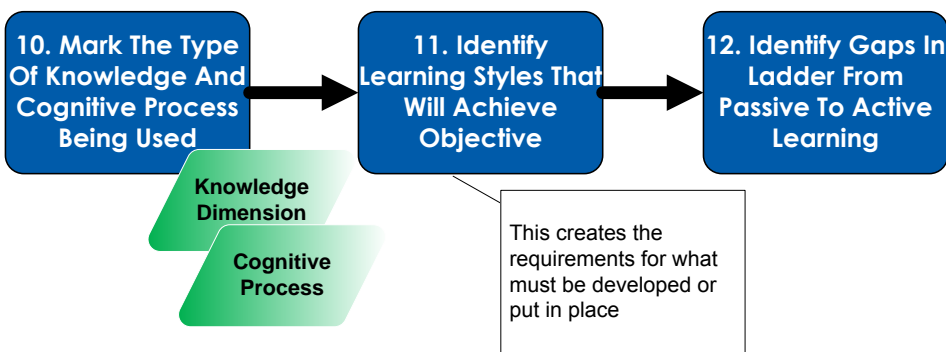 10. Mark The Type
Of Knowledge And
Cognitive Process
Being Used
11. Identify
Learning Styles That
Will Achieve
Objective
12. Identify Gaps In
Ladder From
Passive To Active
Learning
Knowledge
Dimension
Cognitive
Process
This creates the
requirements for what
must be developed or
put in place